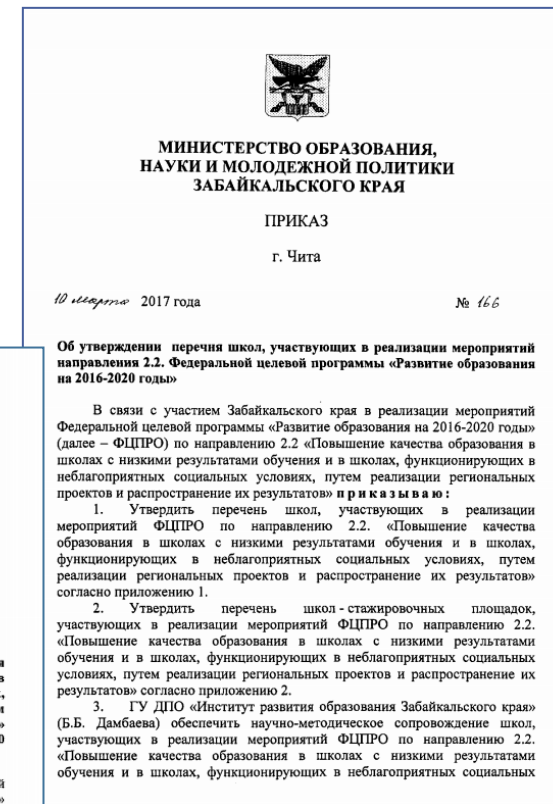 МИНИСТЕРСТВО ОБРАЗОВАНИЯ,
НАУКИ И МОЛОДЕЖНОЙ ПОЛИТИКИ
ЗАБАЙКАЛЬСКОГО КРАЯ
ПРИКАЗ
г. Чита
10 марта 2017 года № 166
Об утверждении перечня школ, участвующих в реализации мероприятий
направления 2.2. Федеральной целевой программы «Развитие образования
на 2016-2020 годы»
В связи с участием Забайкальского края в реализации мероприятий
Федеральной целевой программы «Развитие образования на 2016-2020 годы»
(далее – ФЦПРО) по направлению 2.2 «Повышение качества образования в
школах с низкими результатами обучения и в школах, функционирующих в
неблагоприятных социальных условиях, путем реализации региональных
проектов и распространение их результатов» приказываю:
1. Утвердить перечень школ, участвующих в реализации
мероприятий ФЦПРО по направлению 2.2. «Повышение качества
образования в школах с низкими результатами обучения и в школах,
функционирующих в неблагоприятных социальных условиях, путем
реализации региональных проектов и распространение их результатов»
согласно приложению 1.
2. Утвердить перечень школ - стажировочных площадок,
участвующих в реализации мероприятий ФЦПРО по направлению 2.2.
«Повышение качества образования в школах с низкими результатами
обучения и в школах, функционирующих в неблагоприятных социальных
условиях, путем реализации региональных проектов и распространение их
результатов» согласно приложению 2.
3. ГУ ДПО «Институт развития образования Забайкальского края»
(Б.Б. Дамбаева) обеспечить научно-методическое сопровождение школ,
участвующих в реализации мероприятий ФЦПРО по направлению 2.2.
«Повышение качества образования в школах с низкими результатами
обучения и в школах, функционирующих в неблагоприятных социальных